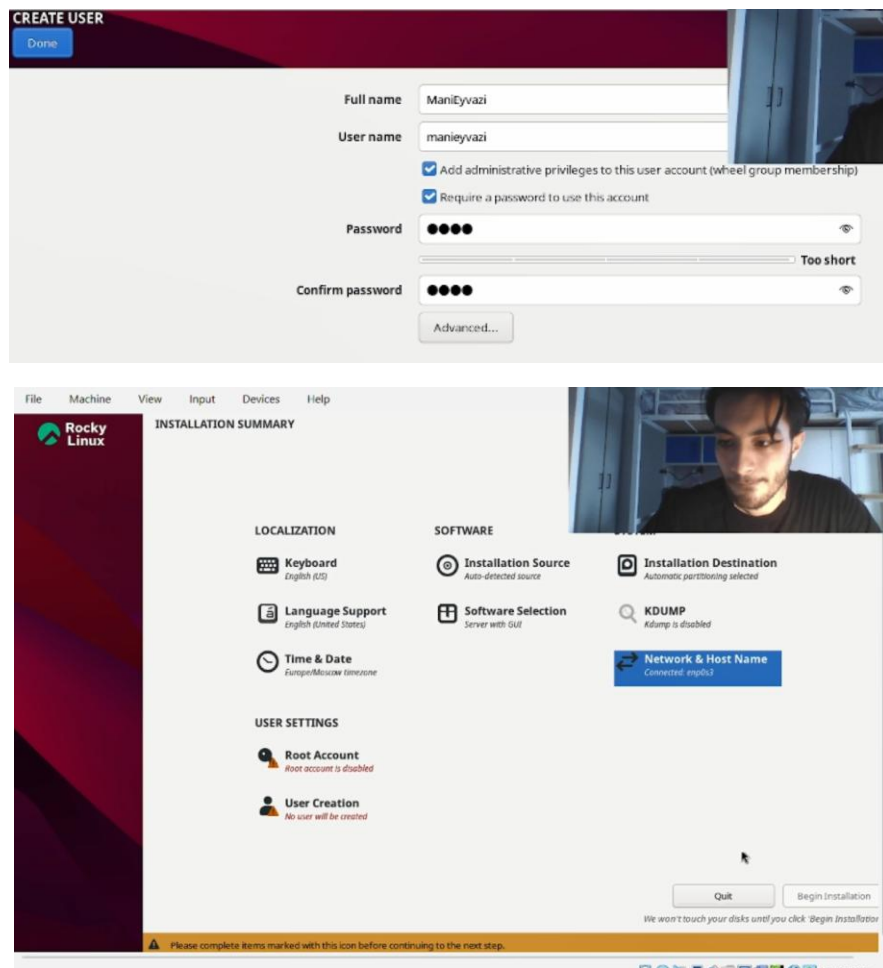 CREATE USER
Done
Full name ManiEyvazi
User name manieyvazi
Add administrative privileges to this user account (wheel group membership)
Require a password to use this account
Password ●●●●
Too short
Confirm password ●●●●
Advanced...
File Machine View Input Devices Help
Rocky
Linux
INSTALLATION SUMMARY
LOCALIZATION SOFTWARE
Keyboard Installation Source Installation Destination
English (US) Auto-detected source Automatic partitioning selected
Language Support Software Selection KDUMP
English (United States) Server with GUI Kdump is disabled
Time & Date Network & Host Name
Europe/Moscow timezone Connected: enp0s3
USER SETTINGS
Root Account
Root account is disabled
User Creation
No user will be created
Quit Begin Installation
We won't touch your disks until you click 'Begin Installation
Please complete items marked with this icon before continuing to the next step.